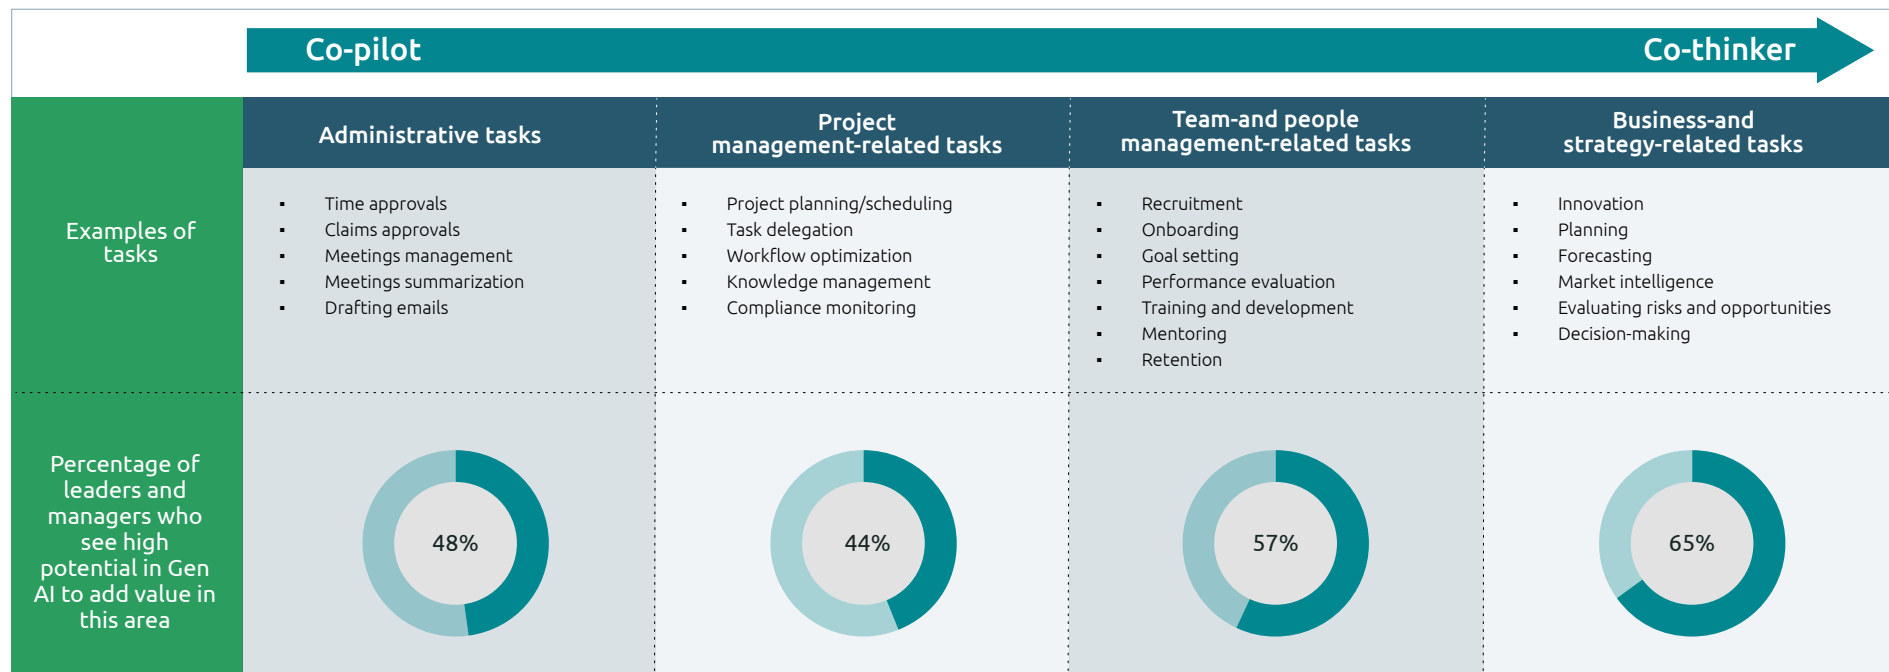 Co-pilot
Co-thinker
Administrative tasks
Project
management-related tasks
Team-and people
management-related tasks
Business-and
strategy-related tasks
Examples of
tasks
▪ Time approvals
▪ Claims approvals
▪ Meetings management
▪ Meetings summarization
▪ Drafting emails
▪ Project planning/scheduling
▪ Task delegation
▪ Workflow optimization
▪ Knowledge management
▪ Compliance monitoring
▪ Recruitment
▪ Onboarding
▪ Goal setting
▪ Performance evaluation
▪ Training and development
▪ Mentoring
▪ Retention
▪ Innovation
▪ Planning
▪ Forecasting
▪ Market intelligence
▪ Evaluating risks and opportunities
▪ Decision-making
Percentage of
leaders and
managers who
see high
potential in Gen
AI to add value in
this area
48%
44%
57%
65%